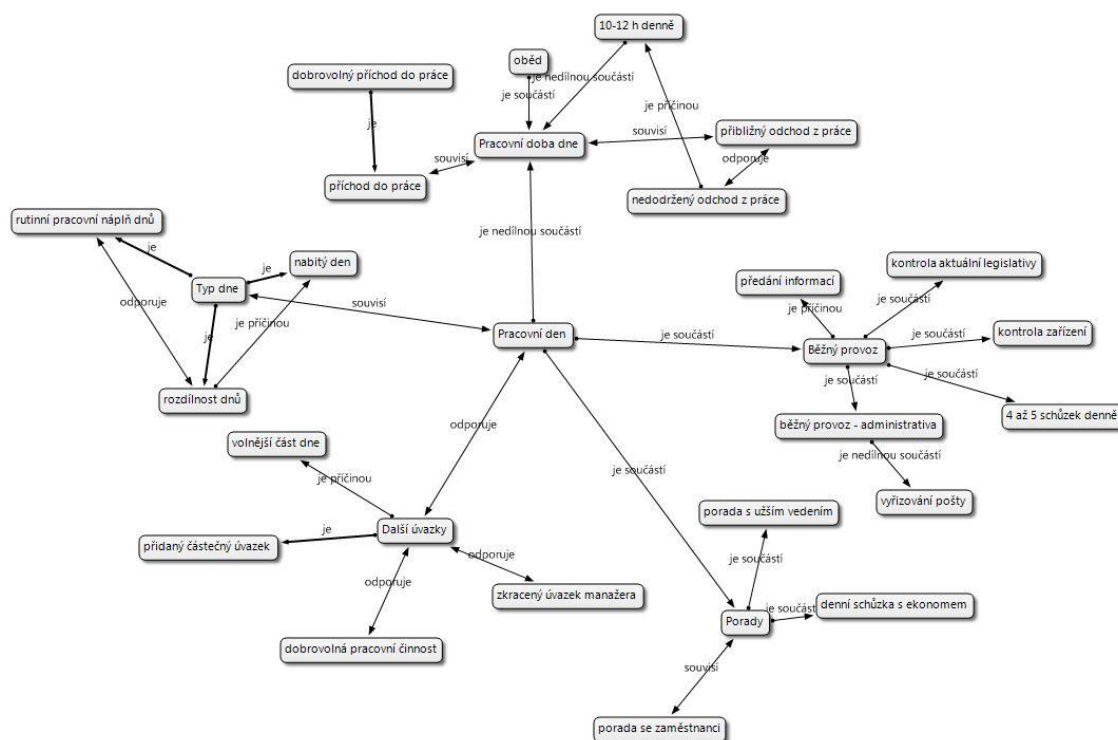 10-12 h denně
oběd
je nedílnou součástí
dobrovolný příchod do práce
je součástí
je příčinou
je
přibližný odchod z práce
souvisí
Pracovní doba dne
souvisí
odporuje
příchod do práce
nedodržený odchod z práce
rutinní pracovní náplň dnů
je nedílnou součástí
je
nabitý den
kontrola aktuální legislativy
je
předání informací
Typ dne
odporuje
souvisí
je součástí
je příčinou
je příčinou
Pracovní den
je součástí
je součástí
kontrola zařízení
je
Běžný provoz
je součástí
je součástí
rozdílnost dnů
4 až 5 schůzek denně
odporuje
běžný provoz - administrativa
volnější část dne
je nedílnou součástí
je součástí
je příčinou
vyřizování pošty
porada s užším vedením
je
Další úvazky
přidaný částečný úvazek
odporuje
je součástí
odporuje
zkracený úvazek manažera
denní schůzka s ekonomem
je součást
Porady
dobrovolná pracovní činnost
souvisí
porada se zaměstnanci